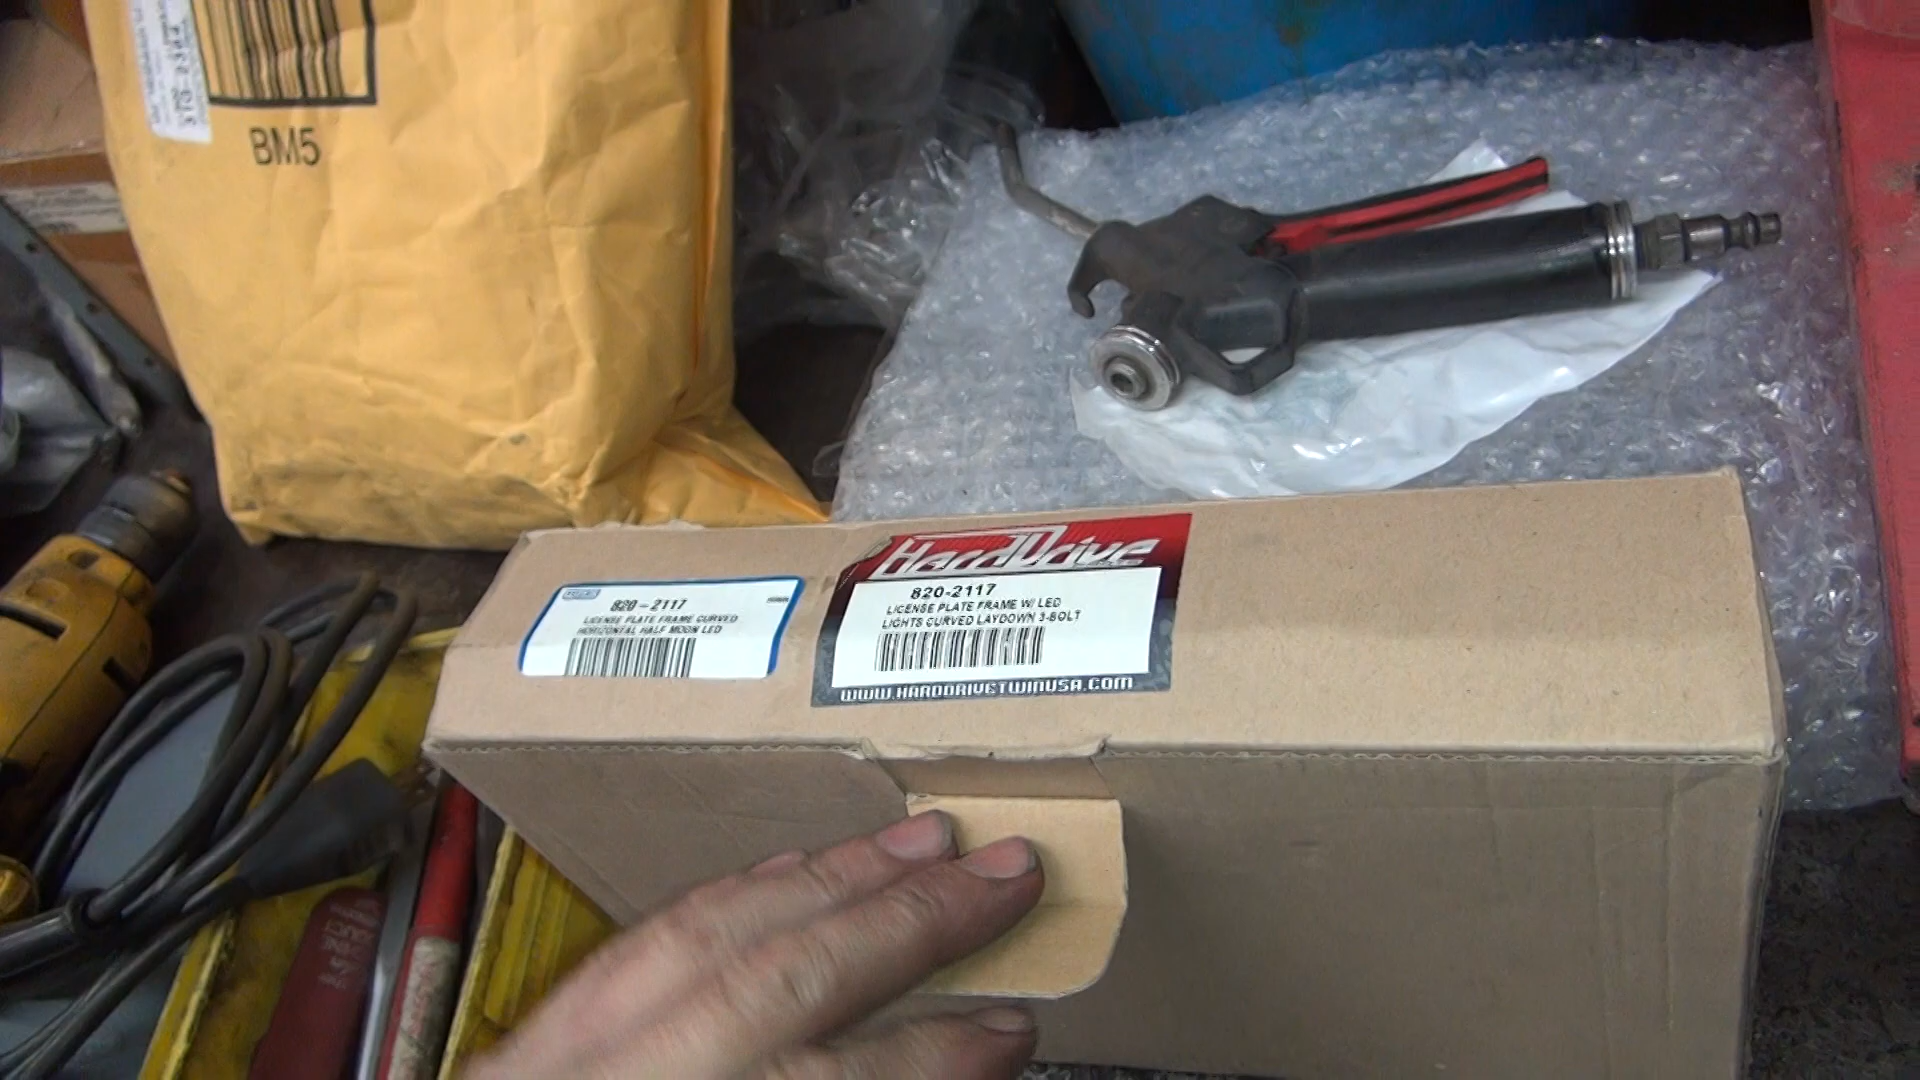 BM5
HardDrive
820-2117
LICENSE PLATE FRAME W/ LED
LIGHTS CURVED LAYDOWN 3-BOLT
WWW.HARDDRIVETWINUSA.COM
820-2117
LICENSE PLATE FRAME CURVED
HORIZONTAL HALF MOON LED